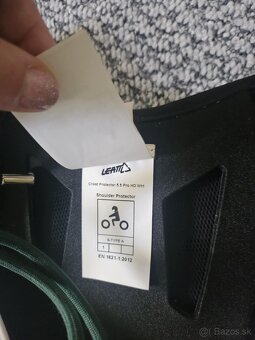 LEATT
Chest Protector 5.5 Pro HD Wht
Shoulder Protector
S-TYPE A
1
EN 1621-1:2012
Bazos.sk